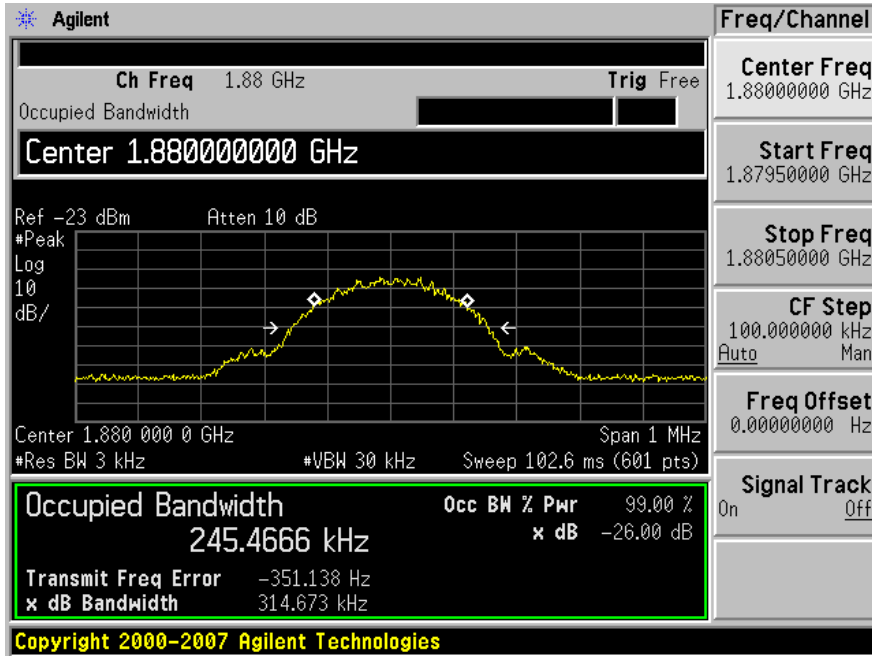 Agilent
Freq/Channel
Ch Freq 1.88 GHz Trig Free
Occupied Bandwidth
Center 1.880000000 GHz
Ref -23 dBm Atten 10 dB
#Peak
Log
10
dB/
Center 1.880 000 0 GHz Span 1 MHz
#Res BW 3 kHz #VBW 30 kHz Sweep 102.6 ms (601 pts)
Occupied Bandwidth
245.4666 kHz
Occ BW % Pwr 99.00 %
x dB -26.00 dB
Transmit Freq Error -351.138 Hz
x dB Bandwidth 314.673 kHz
Center Freq
1.88000000 GHz
Start Freq
1.87950000 GHz
Stop Freq
1.88050000 GHz
CF Step
100.000000 kHz
Auto Man
Freq Offset
0.00000000 Hz
Signal Track
On Off
Copyright 2000-2007 Agilent Technologies